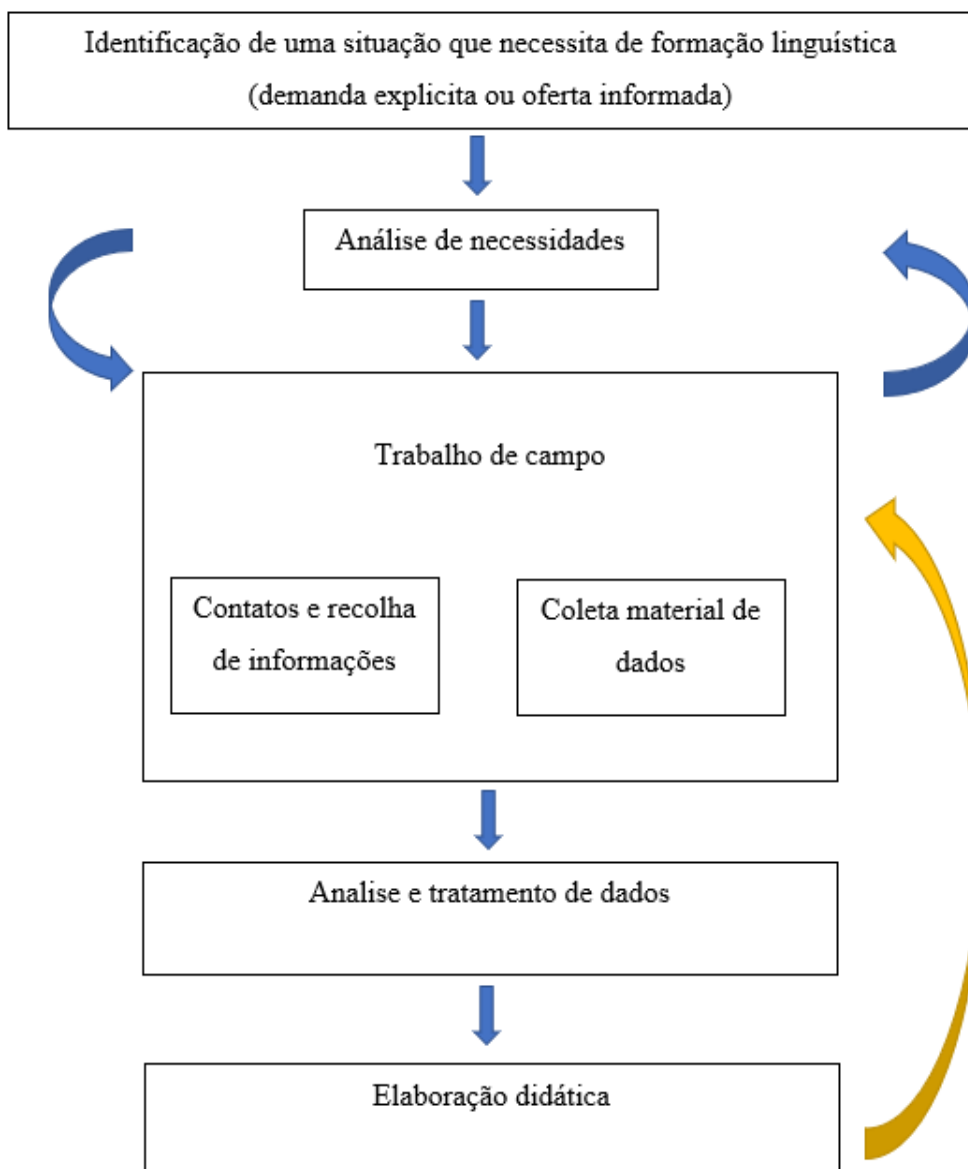 Identificação de uma situação que necessita de formação linguística
(demanda explicita ou oferta informada)
Análise de necessidades
Trabalho de campo
Contatos e recolha
de informações
Coleta material de
dados
Analise e tratamento de dados
Elaboração didática